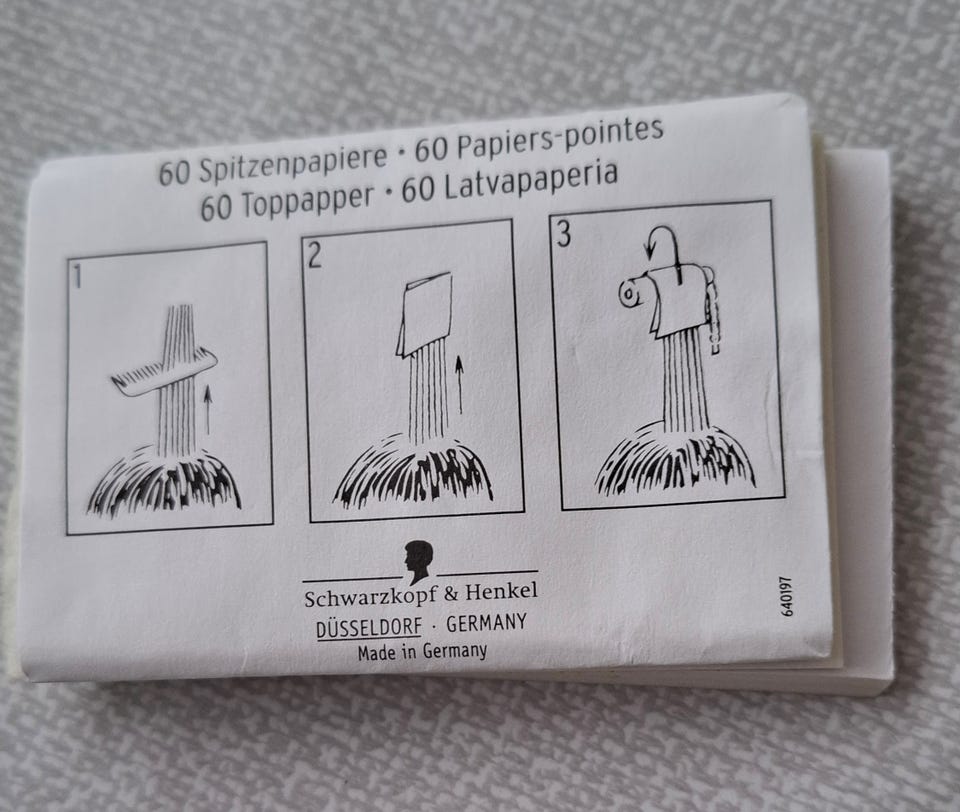 60 Spitzenpapiere · 60 Papiers-pointes
60 Toppapper · 60 Latvapaperia
1
2
3
Schwarzkopf & Henkel
DÜSSELDORF · GERMANY
Made in Germany
640197